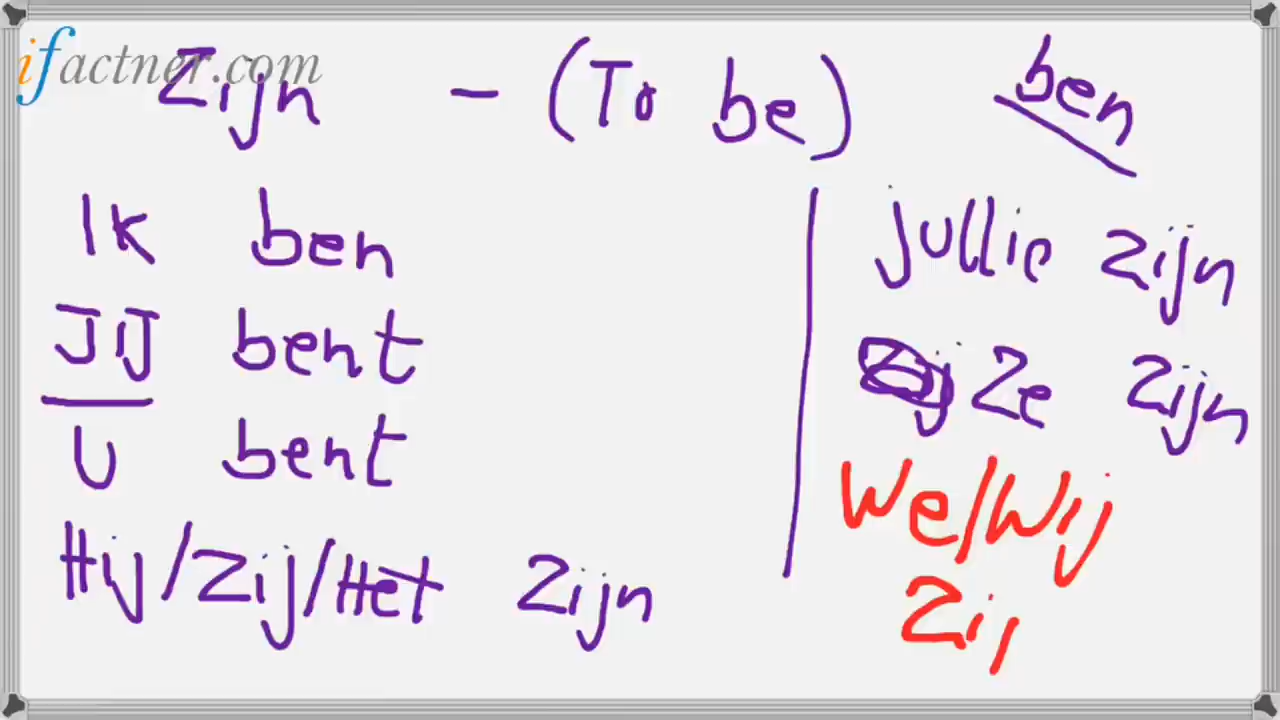 ifactner.com
Zijn - (To be)
ben
Ik ben
JIJ bent
U bent
Hij/Zij/Het Zijn
jullie zijn
Ze Zijn
We/Wij
Zij